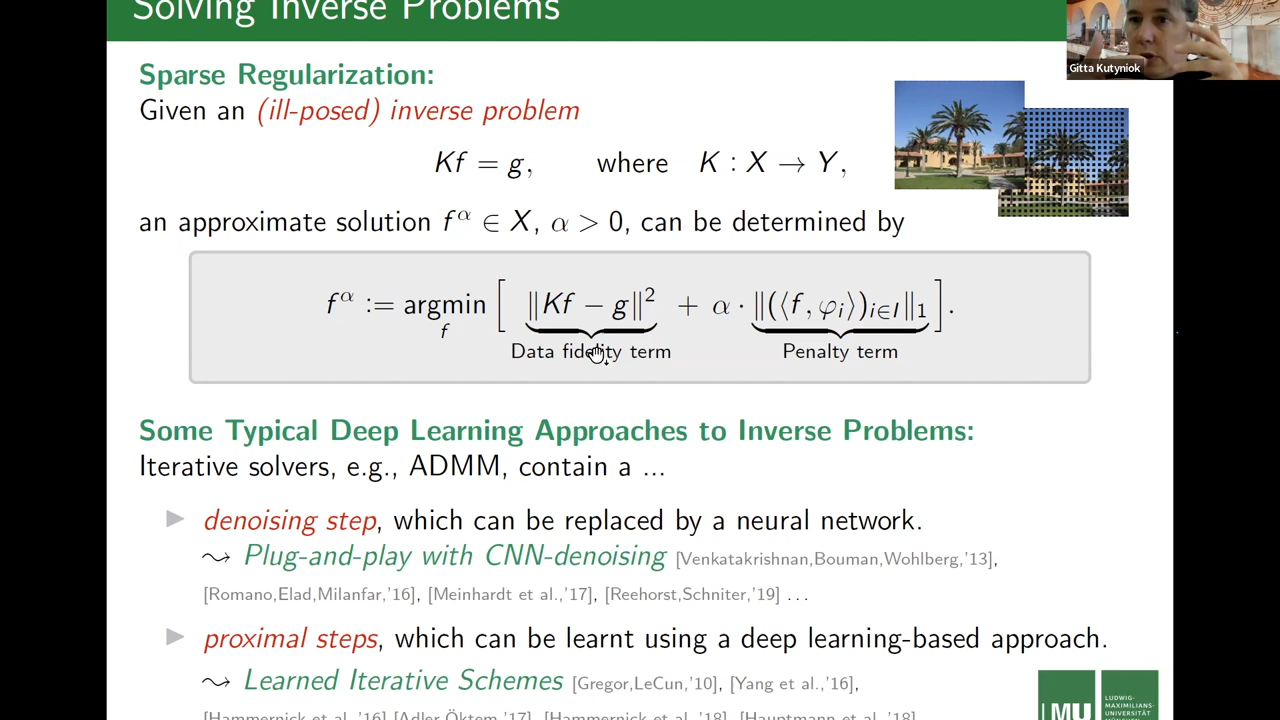 Solving Inverse Problems
Gitta Kutyniok
Sparse Regularization:
Given an (ill-posed) inverse problem
Kf = g, where K : X → Y,
an approximate solution f^α ∈ X, α > 0, can be determined by
f^α := argmin_f [ ‖Kf − g‖² + α · ‖(⟨f, φ_i⟩)_{i∈I}‖₁ ].
Data fidelity term Penalty term
Some Typical Deep Learning Approaches to Inverse Problems:
Iterative solvers, e.g., ADMM, contain a ...
▶ denoising step, which can be replaced by a neural network.
⇝ Plug-and-play with CNN-denoising [Venkatakrishnan,Bouman,Wohlberg,'13],
[Romano,Elad,Milanfar,'16], [Meinhardt et al.,'17], [Reehorst,Schniter,'19] ...
▶ proximal steps, which can be learnt using a deep learning-based approach.
⇝ Learned Iterative Schemes [Gregor,LeCun,'10], [Yang et al.,'16],
[Hammernick et al.,'16] [Adler,Öktem,'17], [Hammernick et al.,'18], [Hauptmann et al.,'18]
LMU
LUDWIG-
MAXIMILIANS-
UNIVERSITÄT
MÜNCHEN